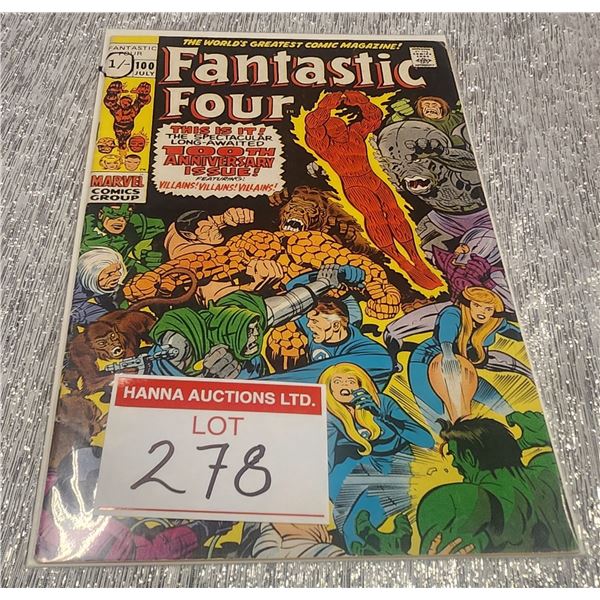 THE WORLD'S GREATEST COMIC MAGAZINE!
FANTASTIC
FOUR
1/-
100
JULY
Fantastic
Four
THIS IS IT!
THE SPECTACULAR
LONG-AWAITED
100TH
ANNIVERSARY
ISSUE!
FEATURING:
VILLAINS! VILLAINS! VILLAINS!
MARVEL
COMICS
GROUP
HANNA AUCTIONS LTD.
LOT
278